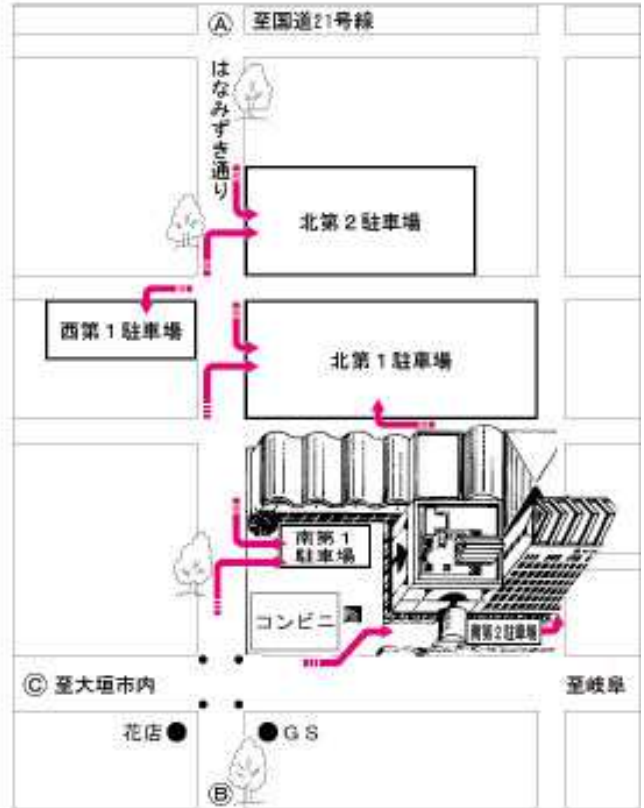 Ⓐ 至国道21号線
はなみずき通り
北第2駐車場
西第1駐車場
北第1駐車場
南第1
駐車場
コンビニ
南第2駐車場
Ⓒ 至大垣市内
至岐阜
花店●
●GS
Ⓑ